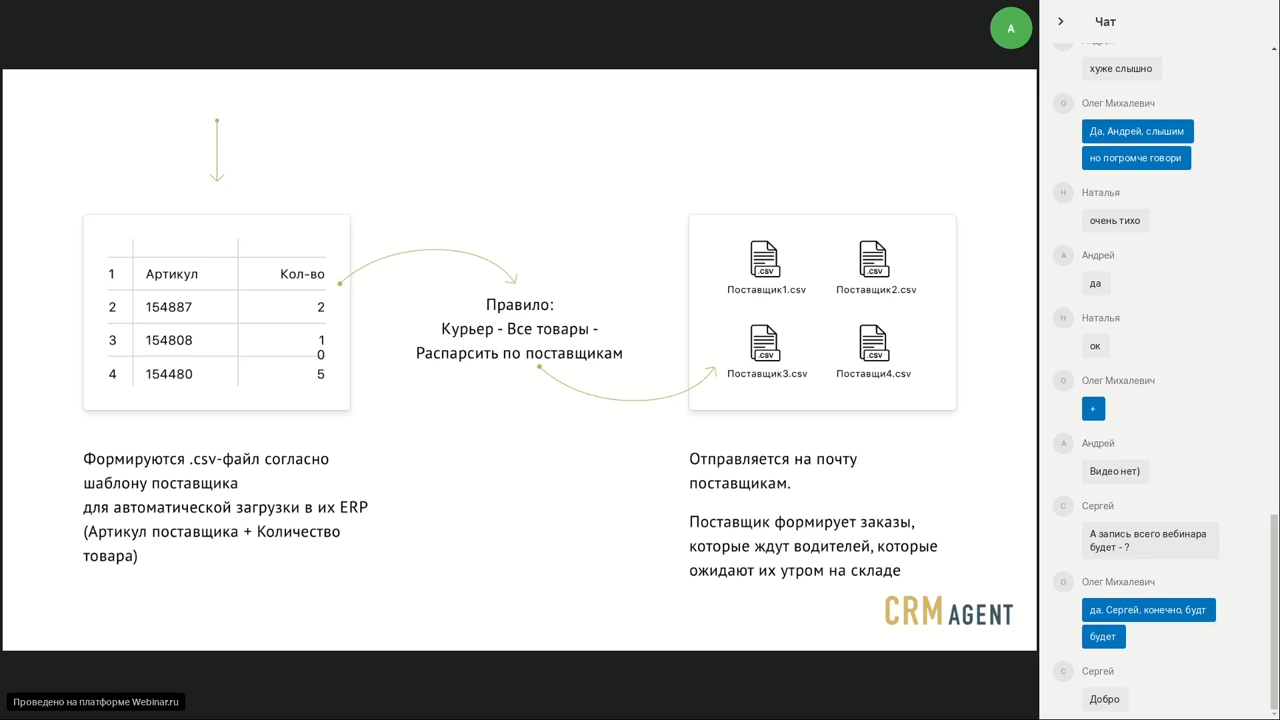 А
1 Артикул Кол-во
2 154887 2
3 154808 1
0
4 154480 5
Правило:
Курьер - Все товары -
Распарсить по поставщикам
.CSV .CSV
Поставщик1.csv Поставщик2.csv
.CSV .CSV
Поставщик3.csv Поставщи4.csv
Формируются .csv-файл согласно
шаблону поставщика
для автоматической загрузки в их ERP
(Артикул поставщика + Количество
товара)
Отправляется на почту
поставщикам.
Поставщик формирует заказы,
которые ждут водителей, которые
ожидают их утром на складе
CRM AGENT
Проведено на платформе Webinar.ru
Чат
хуже слышно
О
Олег Михалевич
Да, Андрей, слышим
но погромче говори
Н
Наталья
очень тихо
А
Андрей
да
Н
Наталья
ок
О
Олег Михалевич
+
А
Андрей
Видео нет)
С
Сергей
А запись всего вебинара
будет - ?
О
Олег Михалевич
да, Сергей, конечно, будт
будет
С
Сергей
Добро